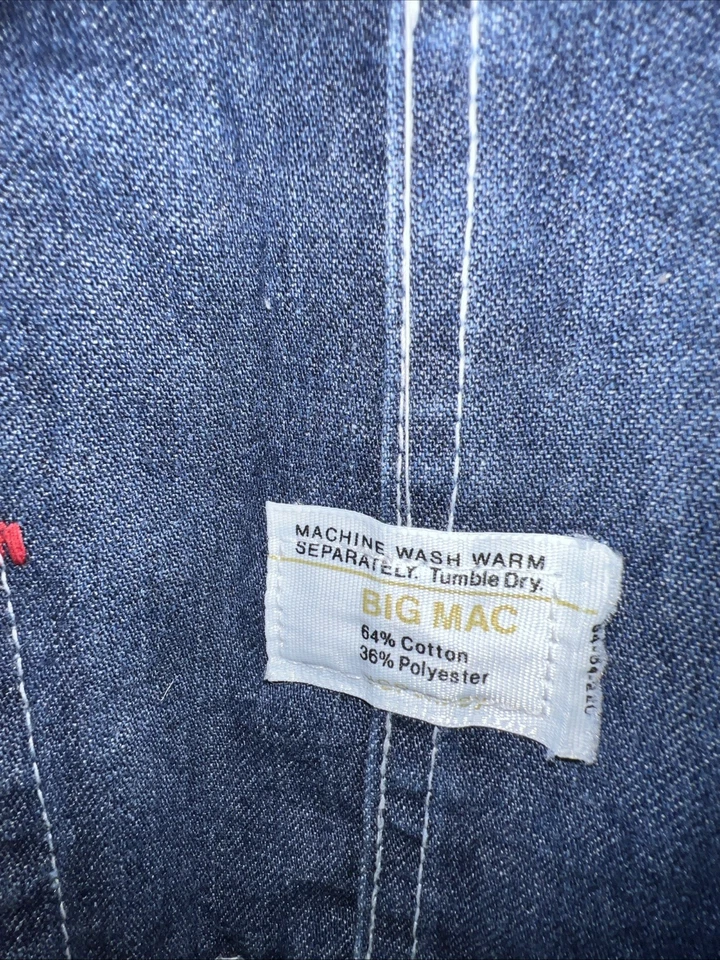 MACHINE WASH WARM
SEPARATELY. Tumble Dry.
BIG MAC
64% Cotton
36% Polyester